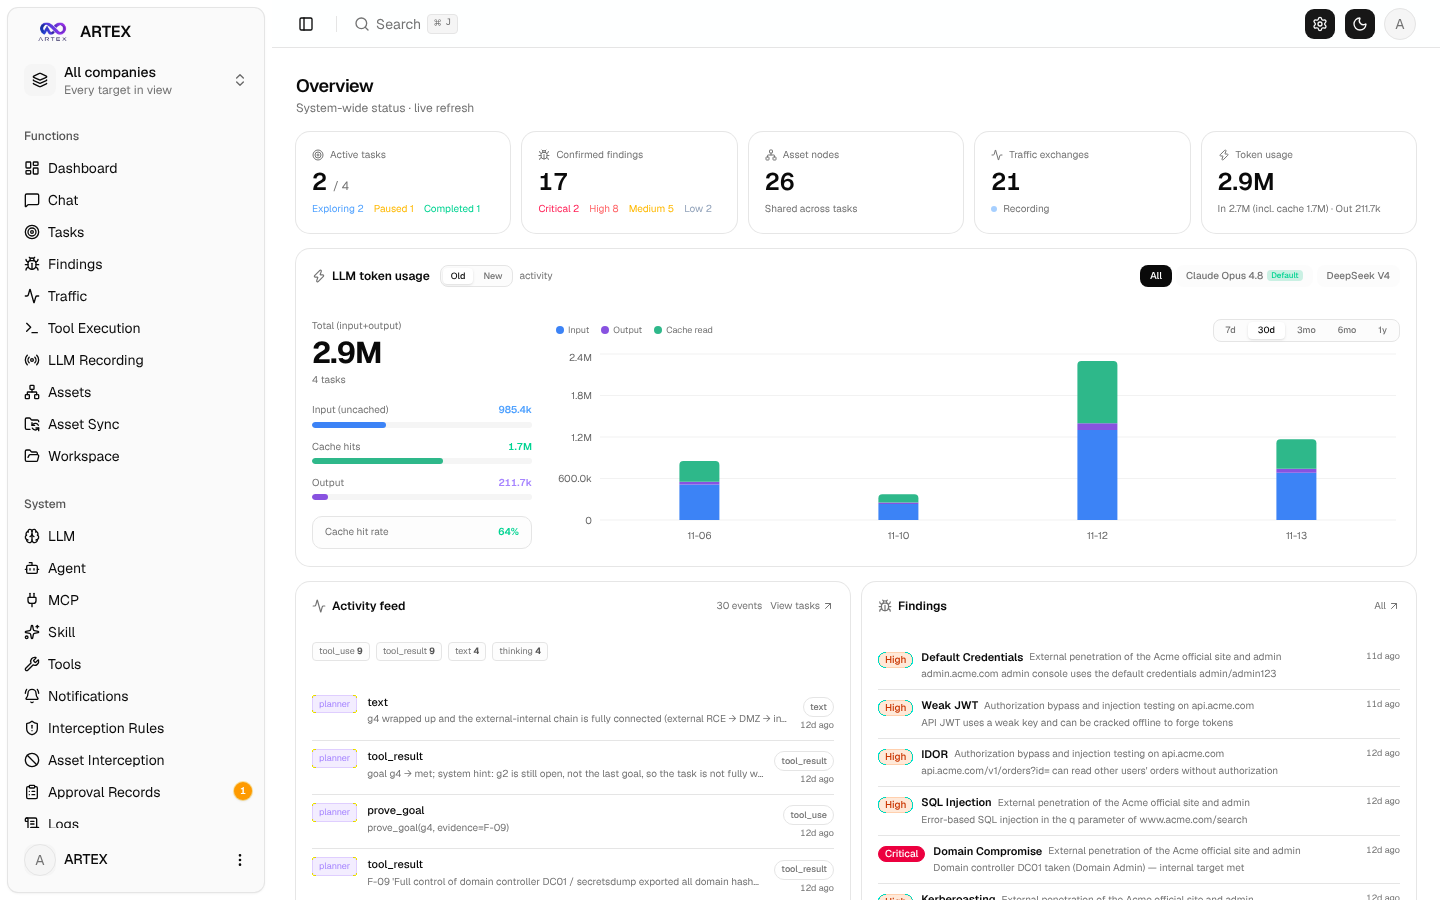 ARTEX
ARTEX
All companies
Every target in view
Functions
Dashboard
Chat
Tasks
Findings
Traffic
Tool Execution
LLM Recording
Assets
Asset Sync
Workspace
System
LLM
Agent
MCP
Skill
Tools
Notifications
Interception Rules
Asset Interception
Approval Records 1
Logs
A ARTEX
Search ⌘ J
A
Overview
System-wide status · live refresh
Active tasks
2 / 4
Exploring 2 Paused 1 Completed 1
Confirmed findings
17
Critical 2 High 8 Medium 5 Low 2
Asset nodes
26
Shared across tasks
Traffic exchanges
21
Recording
Token usage
2.9M
In 2.7M (incl. cache 1.7M) · Out 211.7k
LLM token usage Old New activity
All Claude Opus 4.8 Default DeepSeek V4
Total (input+output)
2.9M
4 tasks
Input (uncached) 985.4k
Cache hits 1.7M
Output 211.7k
Cache hit rate 64%
Input Output Cache read
7d 30d 3mo 6mo 1y
2.4M
1.8M
1.2M
600.0k
0
11-06 11-10 11-12 11-13
Activity feed 30 events View tasks
tool_use 9 tool_result 9 text 4 thinking 4
planner text text
g4 wrapped up and the external-internal chain is fully connected (external RCE → DMZ → in... 12d ago
planner tool_result tool_result
goal g4 → met; system hint: g2 is still open, not the last goal, so the task is not fully w... 12d ago
planner prove_goal tool_use
prove_goal(g4, evidence=F-09) 12d ago
planner tool_result tool_result
F-09 'Full control of domain controller DC01 / secretsdump exported all domain hash... 12d ago
Findings All
High Default Credentials External penetration of the Acme official site and admin 11d ago
admin.acme.com admin console uses the default credentials admin/admin123
High Weak JWT Authorization bypass and injection testing on api.acme.com 11d ago
API JWT uses a weak key and can be cracked offline to forge tokens
High IDOR Authorization bypass and injection testing on api.acme.com 12d ago
api.acme.com/v1/orders?id= can read other users' orders without authorization
High SQL Injection External penetration of the Acme official site and admin 12d ago
Error-based SQL injection in the q parameter of www.acme.com/search
Critical Domain Compromise External penetration of the Acme official site and admin 12d ago
Domain controller DC01 taken (Domain Admin) — internal target met
High Kerberoasting External penetration of the Acme official site and admin 12d ago